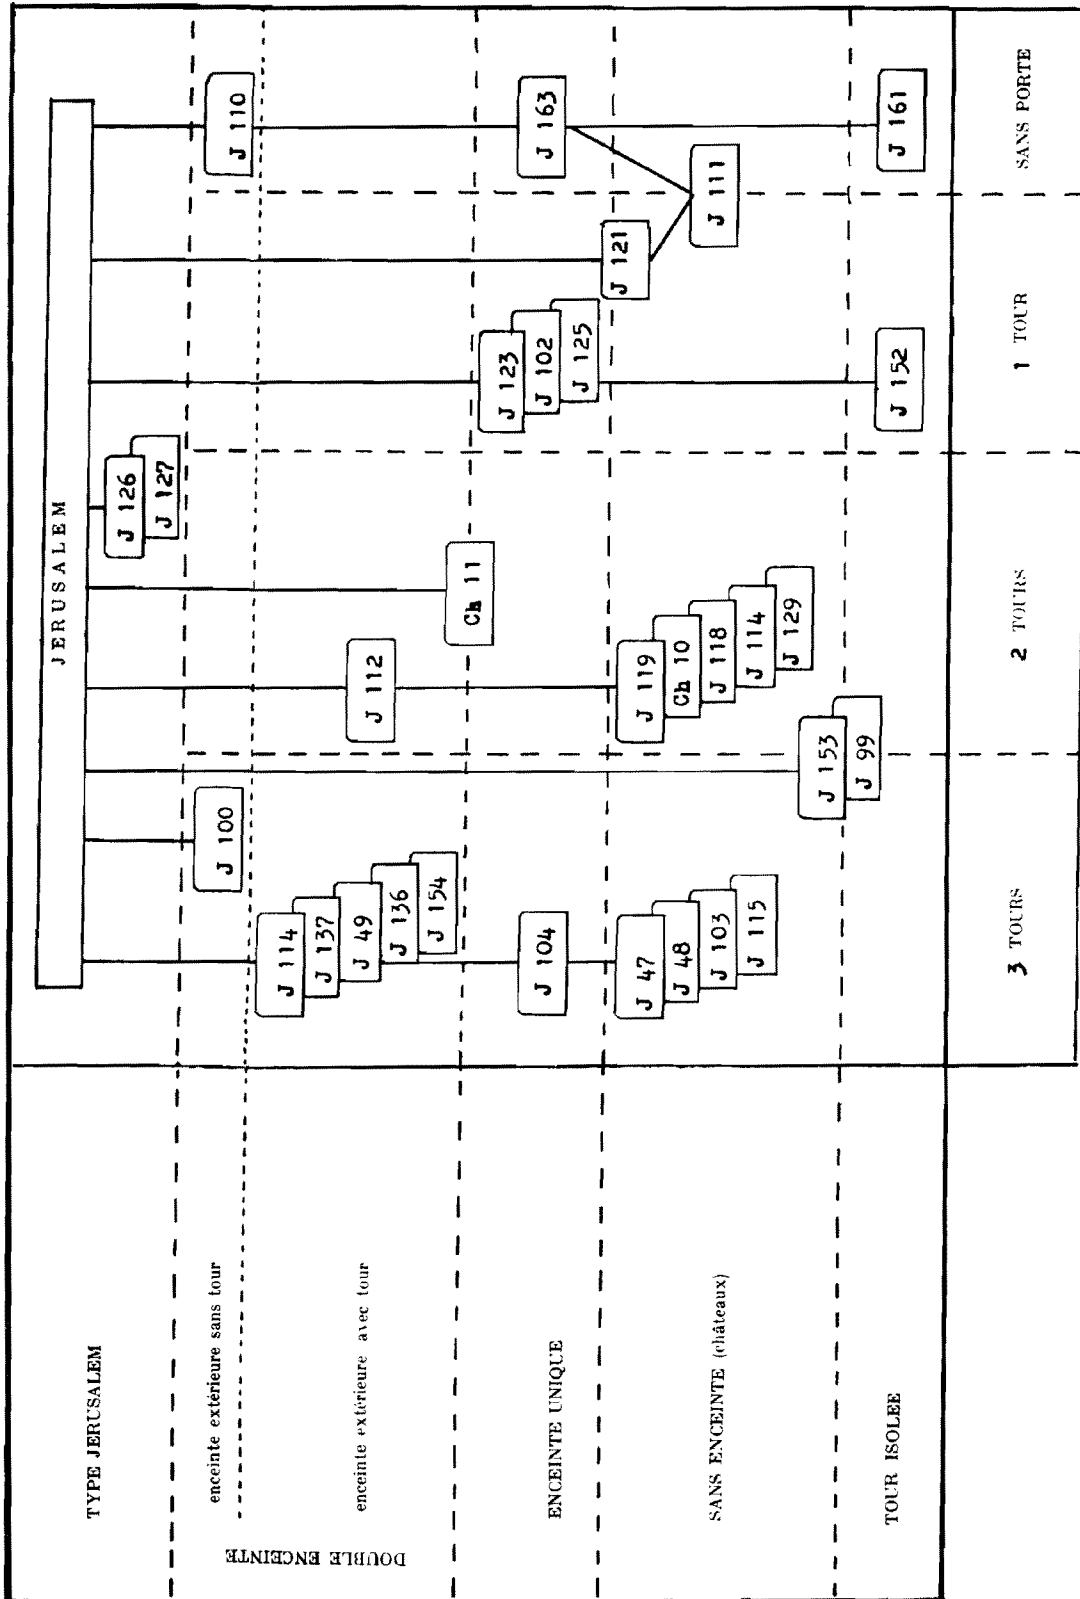 JERUSALEM
TYPE JERUSALEM
J 126
J 127
DOUBLE ENCEINTE
enceinte extérieure sans tour
J 100
J 110
enceinte extérieure avec tour
J 114
J 137
J 49
J 136
J 154
J 112
Ch 11
ENCEINTE UNIQUE
J 104
J 123
J 102
J 125
J 163
SANS ENCEINTE (châteaux)
J 47
J 48
J 103
J 115
J 119
Ch 10
J 118
J 114
J 129
J 121
J 111
TOUR ISOLEE
J 153
J 99
J 152
J 161
3 TOURS
2 TOURS
1 TOUR
SANS PORTE